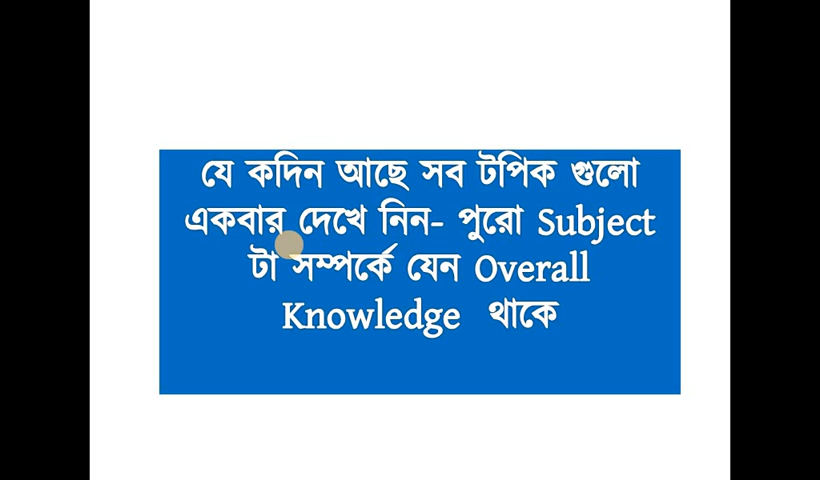 যে কদিন আছে সব টপিক গুলো
একবার দেখে নিন- পুরো Subject
টা সম্পর্কে যেন Overall
Knowledge থাকে